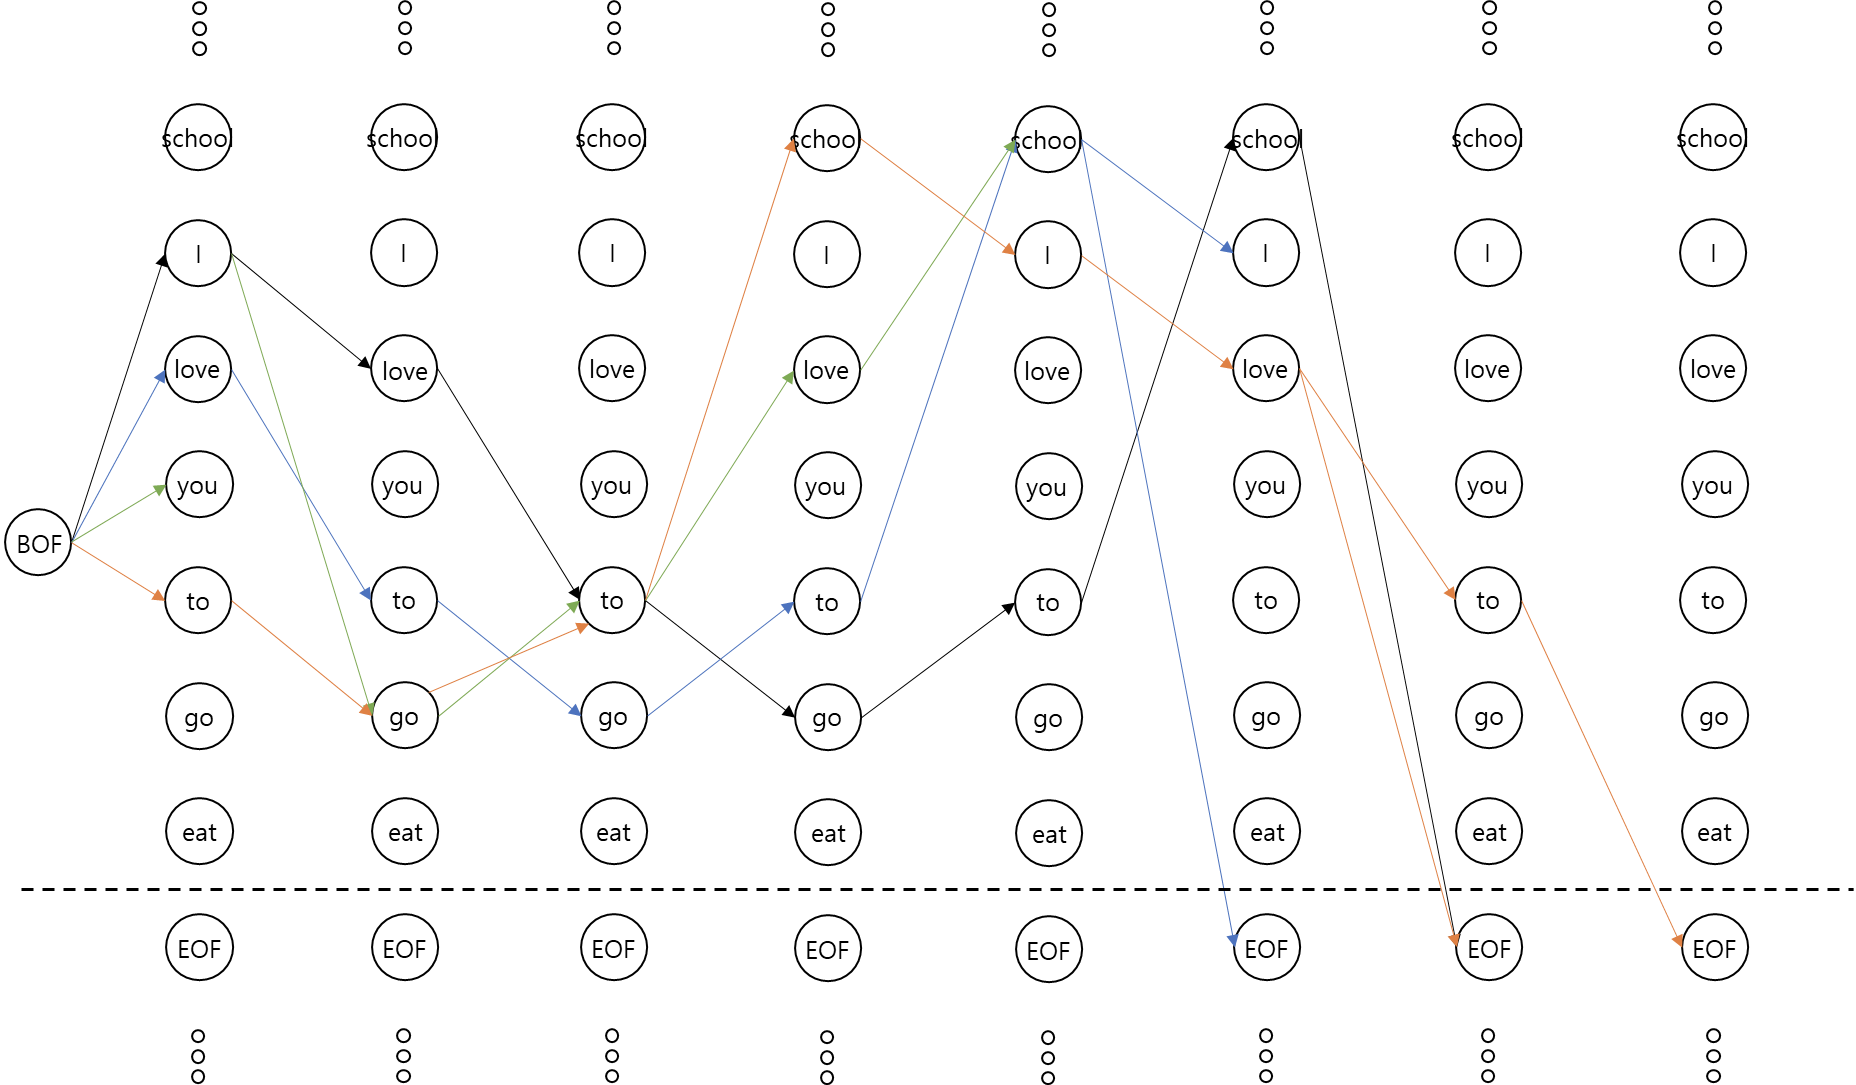 school school school school school school school school
I I I I I I I I
love love love love love love love love
you you you you you you you you
BOF
to to to to to to to to
go go go go go go go go
eat eat eat eat eat eat eat eat
EOF EOF EOF EOF EOF EOF EOF EOF